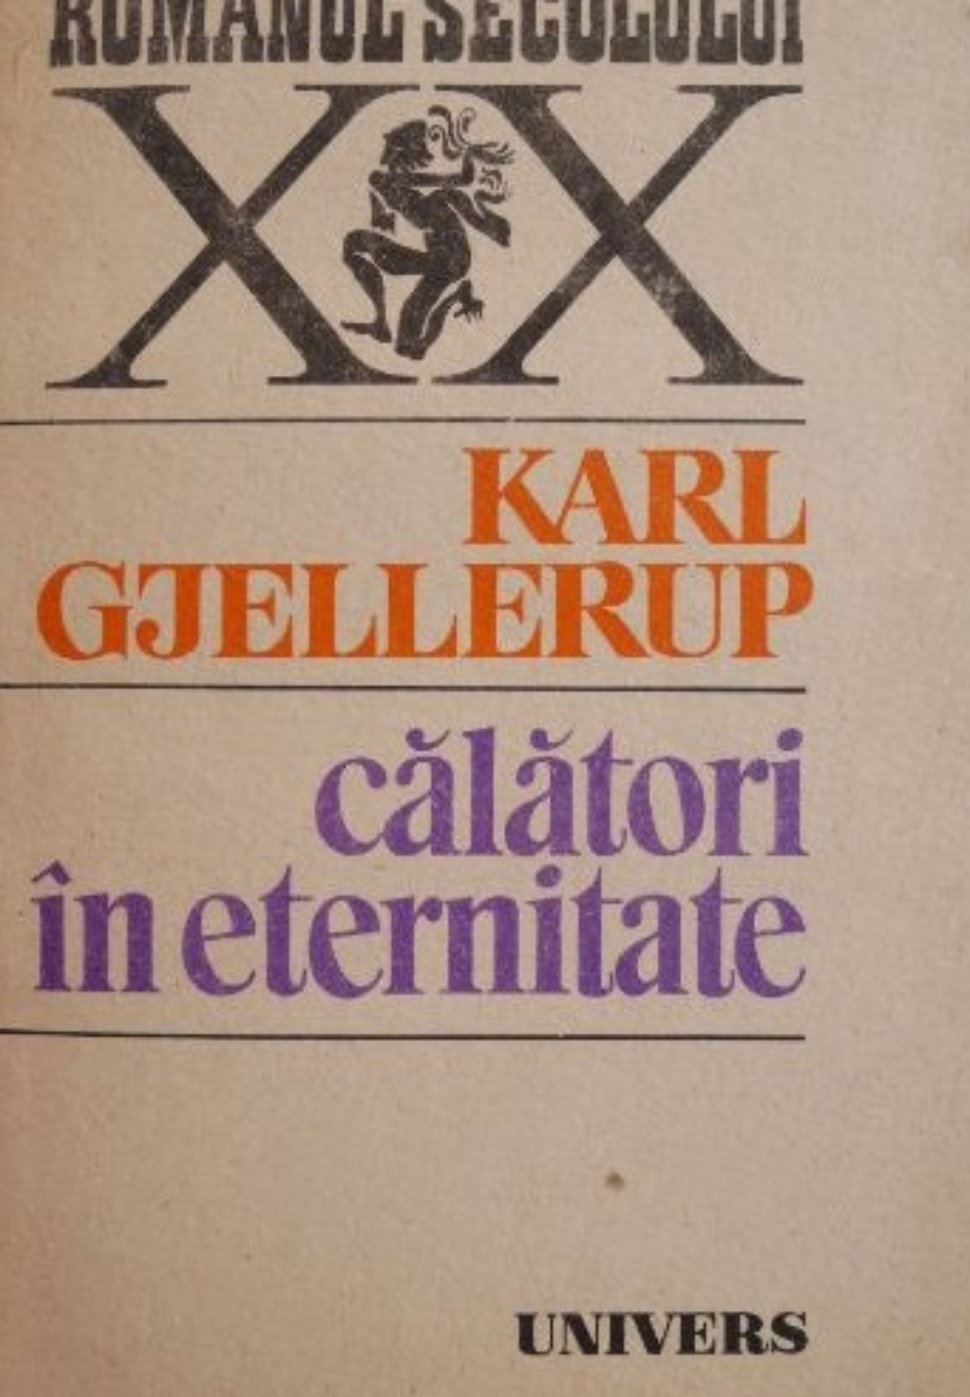 ROMANUL SECOLULUI
XX
KARL
GJELLERUP
călători
în eternitate
UNIVERS